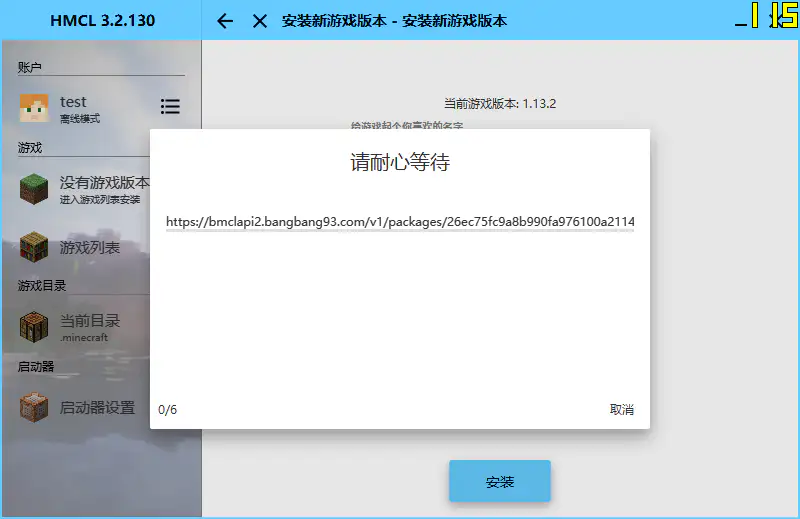 HMCL 3.2.130
安装新游戏版本 - 安装新游戏版本
115
账户
test
离线模式
游戏
没有游戏版本
进入游戏列表安装
游戏列表
游戏目录
当前目录
.minecraft
启动器
启动器设置
当前游戏版本: 1.13.2
给游戏起个你喜欢的名字
请耐心等待
https://bmclapi2.bangbang93.com/v1/packages/26ec75fc9a8b990fa976100a2114
0/6
取消
安装